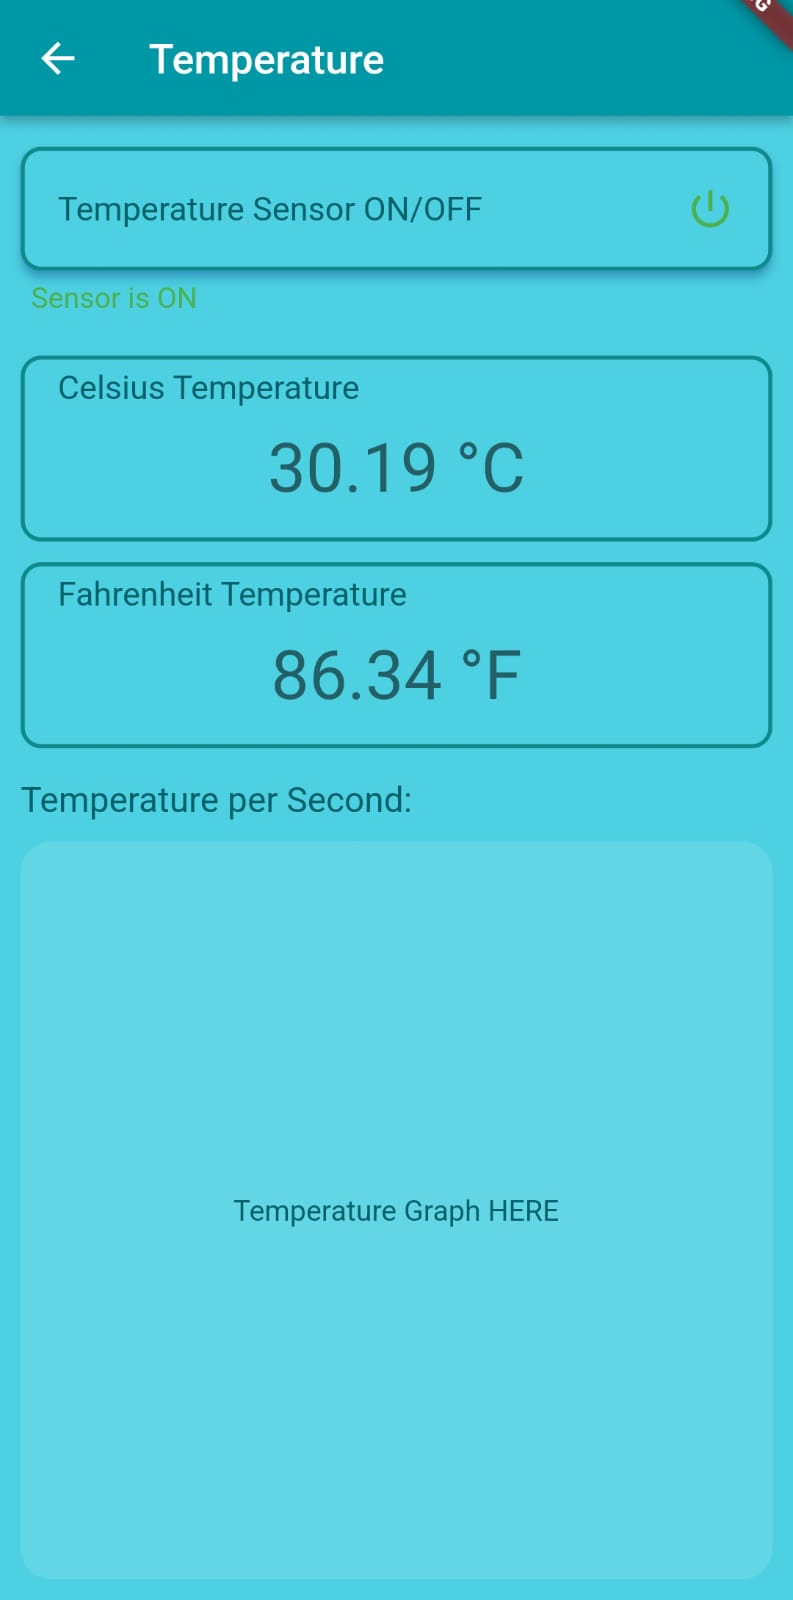 Temperature
Temperature Sensor ON/OFF
Sensor is ON
Celsius Temperature
30.19 °C
Fahrenheit Temperature
86.34 °F
Temperature per Second:
Temperature Graph HERE